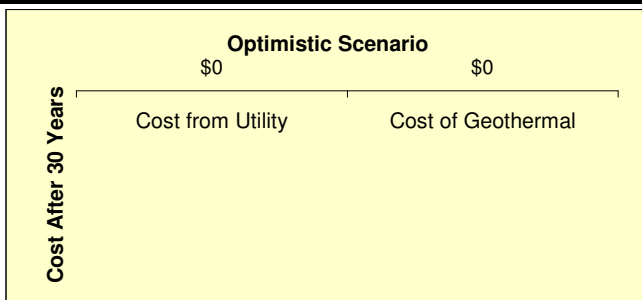 Optimistic Scenario
$0 $0
Cost from Utility Cost of Geothermal
Cost After 30 Years